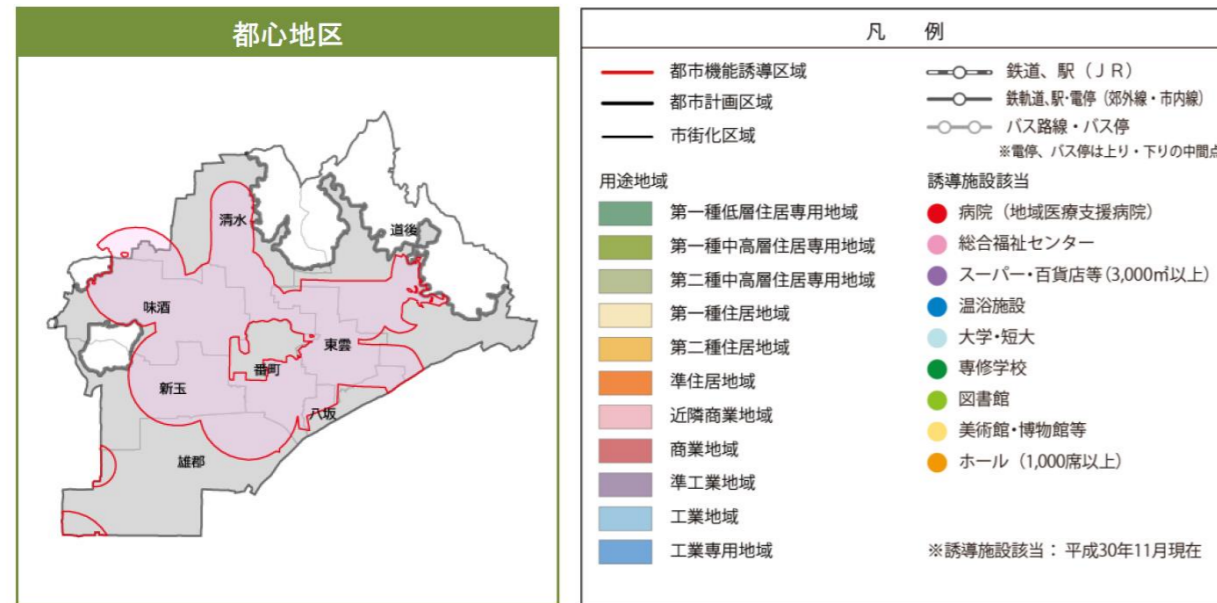 都心地区
清水
道後
味酒
東雲
番町
新玉
八坂
雄郡
凡 例
都市機能誘導区域
都市計画区域
市街化区域
鉄道、駅（ＪＲ）
鉄軌道、駅・電停（郊外線・市内線）
バス路線・バス停
※電停、バス停は上り・下りの中間点
用途地域
第一種低層住居専用地域
第一種中高層住居専用地域
第二種中高層住居専用地域
第一種住居地域
第二種住居地域
準住居地域
近隣商業地域
商業地域
準工業地域
工業地域
工業専用地域
誘導施設該当
病院（地域医療支援病院）
総合福祉センター
スーパー・百貨店等（3,000㎡以上）
温浴施設
大学・短大
専修学校
図書館
美術館・博物館等
ホール（1,000席以上）
※誘導施設該当： 平成30年11月現在